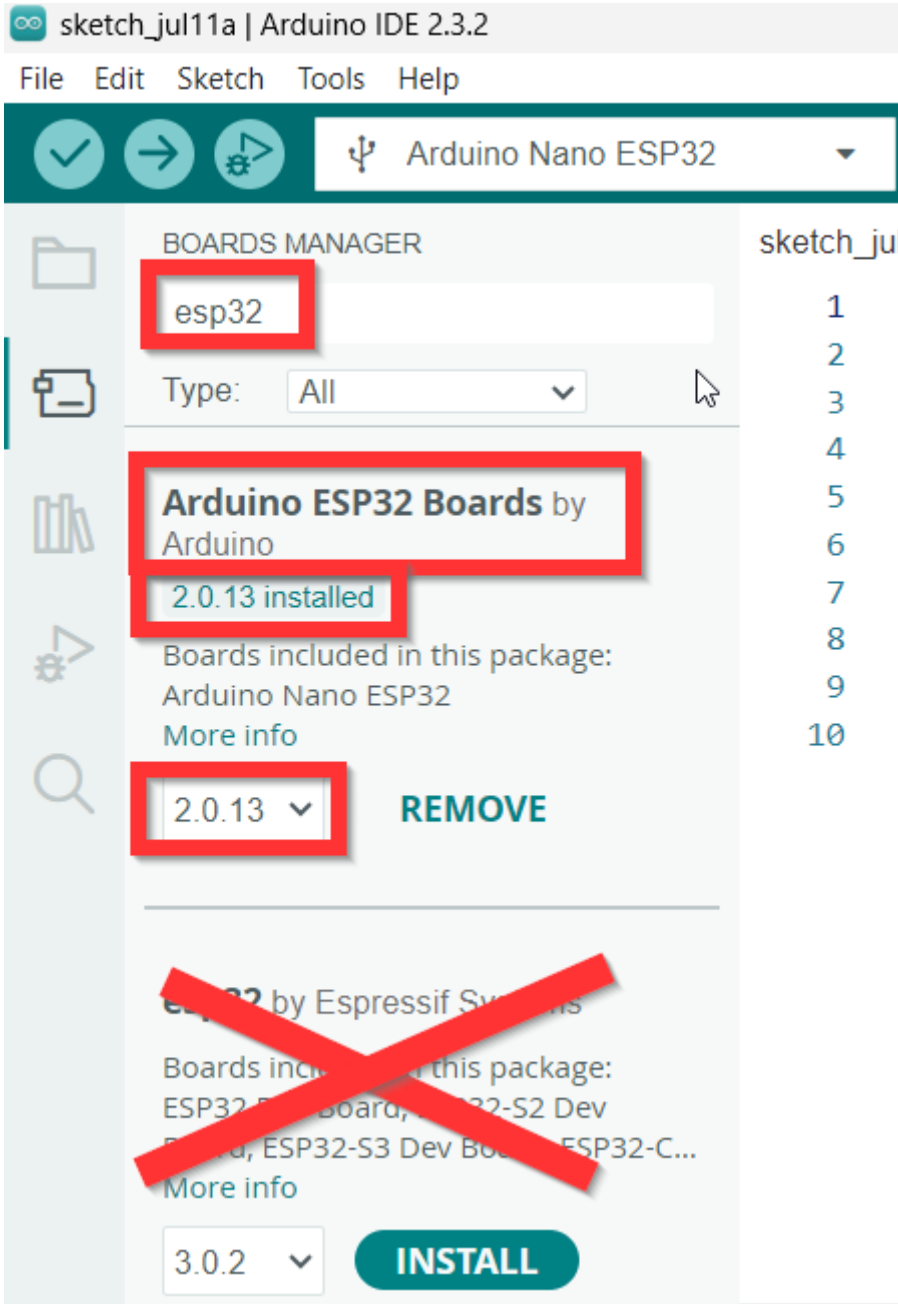 sketch_jul11a | Arduino IDE 2.3.2
File Edit Sketch Tools Help
Arduino Nano ESP32
BOARDS MANAGER
esp32
Type: All
Arduino ESP32 Boards by
Arduino
2.0.13 installed
Boards included in this package:
Arduino Nano ESP32
More info
2.0.13 REMOVE
by Espressif
Boards this package:
ESP32 Board, Dev
ESP32-S3 Dev ESP32-C...
More info
3.0.2 INSTALL
sketch_jul
1
2
3
4
5
6
7
8
9
10